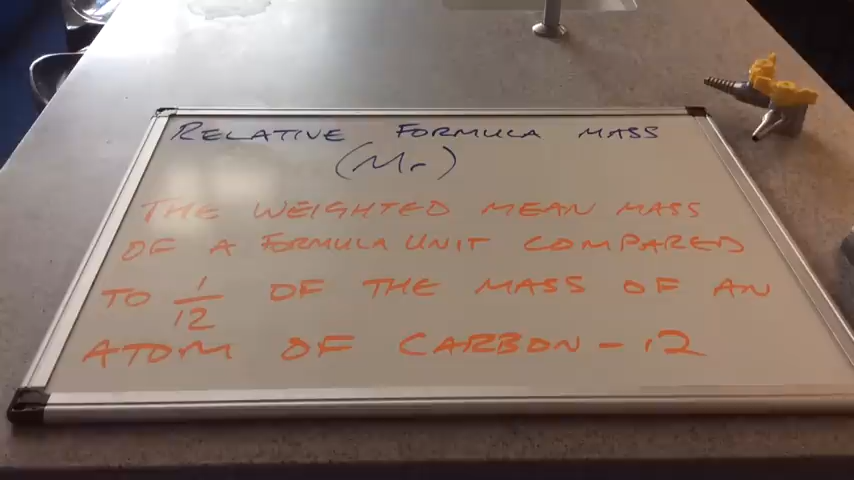 RELATIVE FORMULA MASS
(Mr)
THE WEIGHTED MEAN MASS
OF A FORMULA UNIT COMPARED
TO 1/12 OF THE MASS OF AN
ATOM OF CARBON-12